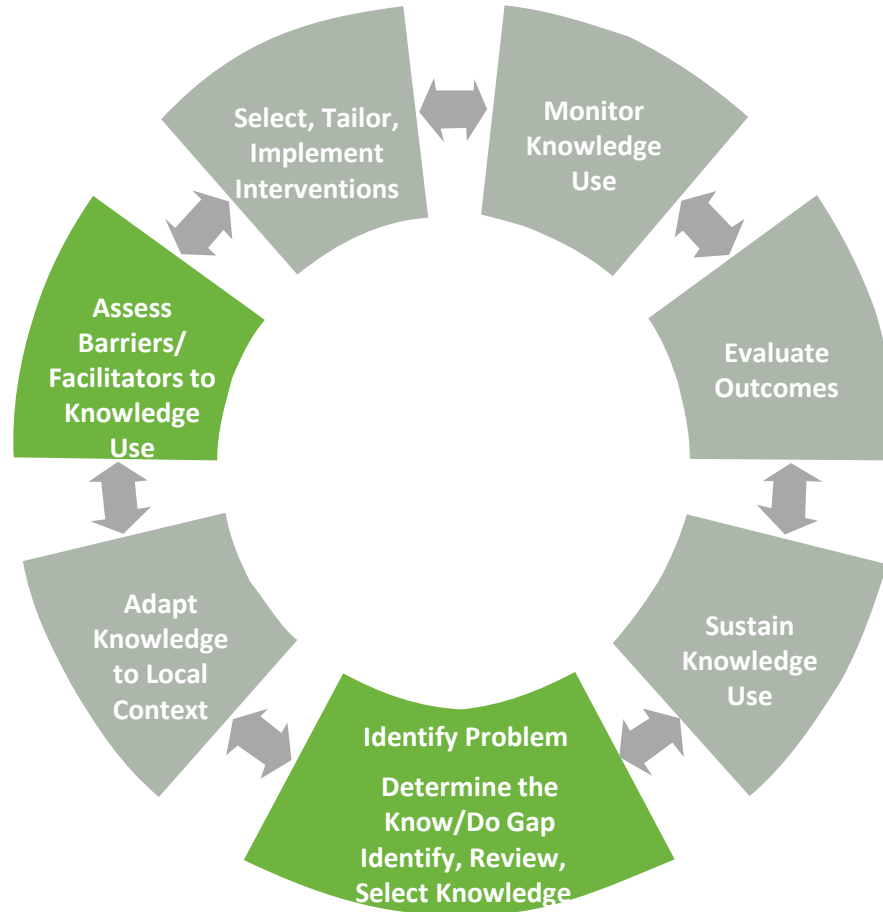 Select, Tailor,
Implement
Interventions
Monitor
Knowledge
Use
Assess
Barriers/
Facilitators to
Knowledge
Use
Evaluate
Outcomes
Adapt
Knowledge
to Local
Context
Sustain
Knowledge
Use
Identify Problem
Determine the
Know/Do Gap
Identify, Review,
Select Knowledge